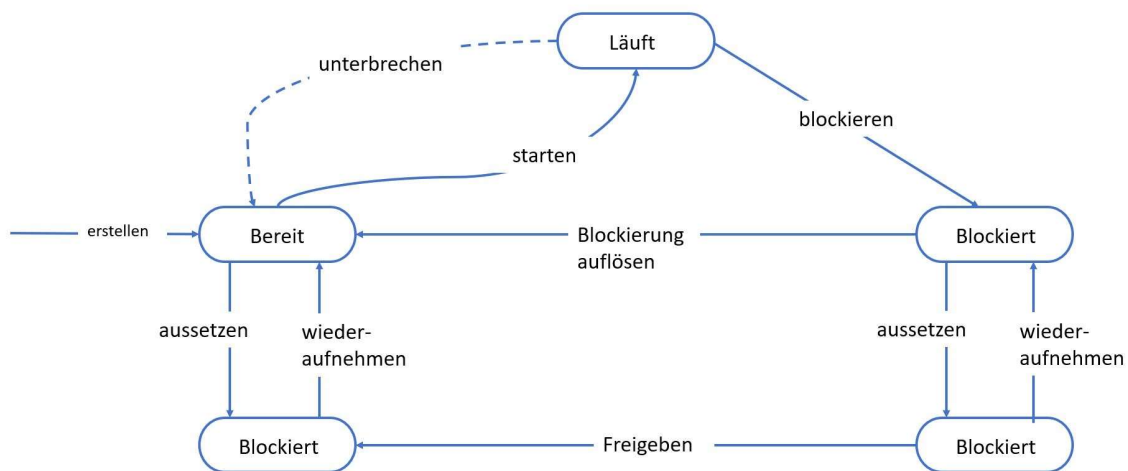 Läuft
unterbrechen
blockieren
starten
erstellen
Bereit
Blockierung
auflösen
Blockiert
aussetzen
wieder-
aufnehmen
aussetzen
wieder-
aufnehmen
Blockiert
Freigeben
Blockiert